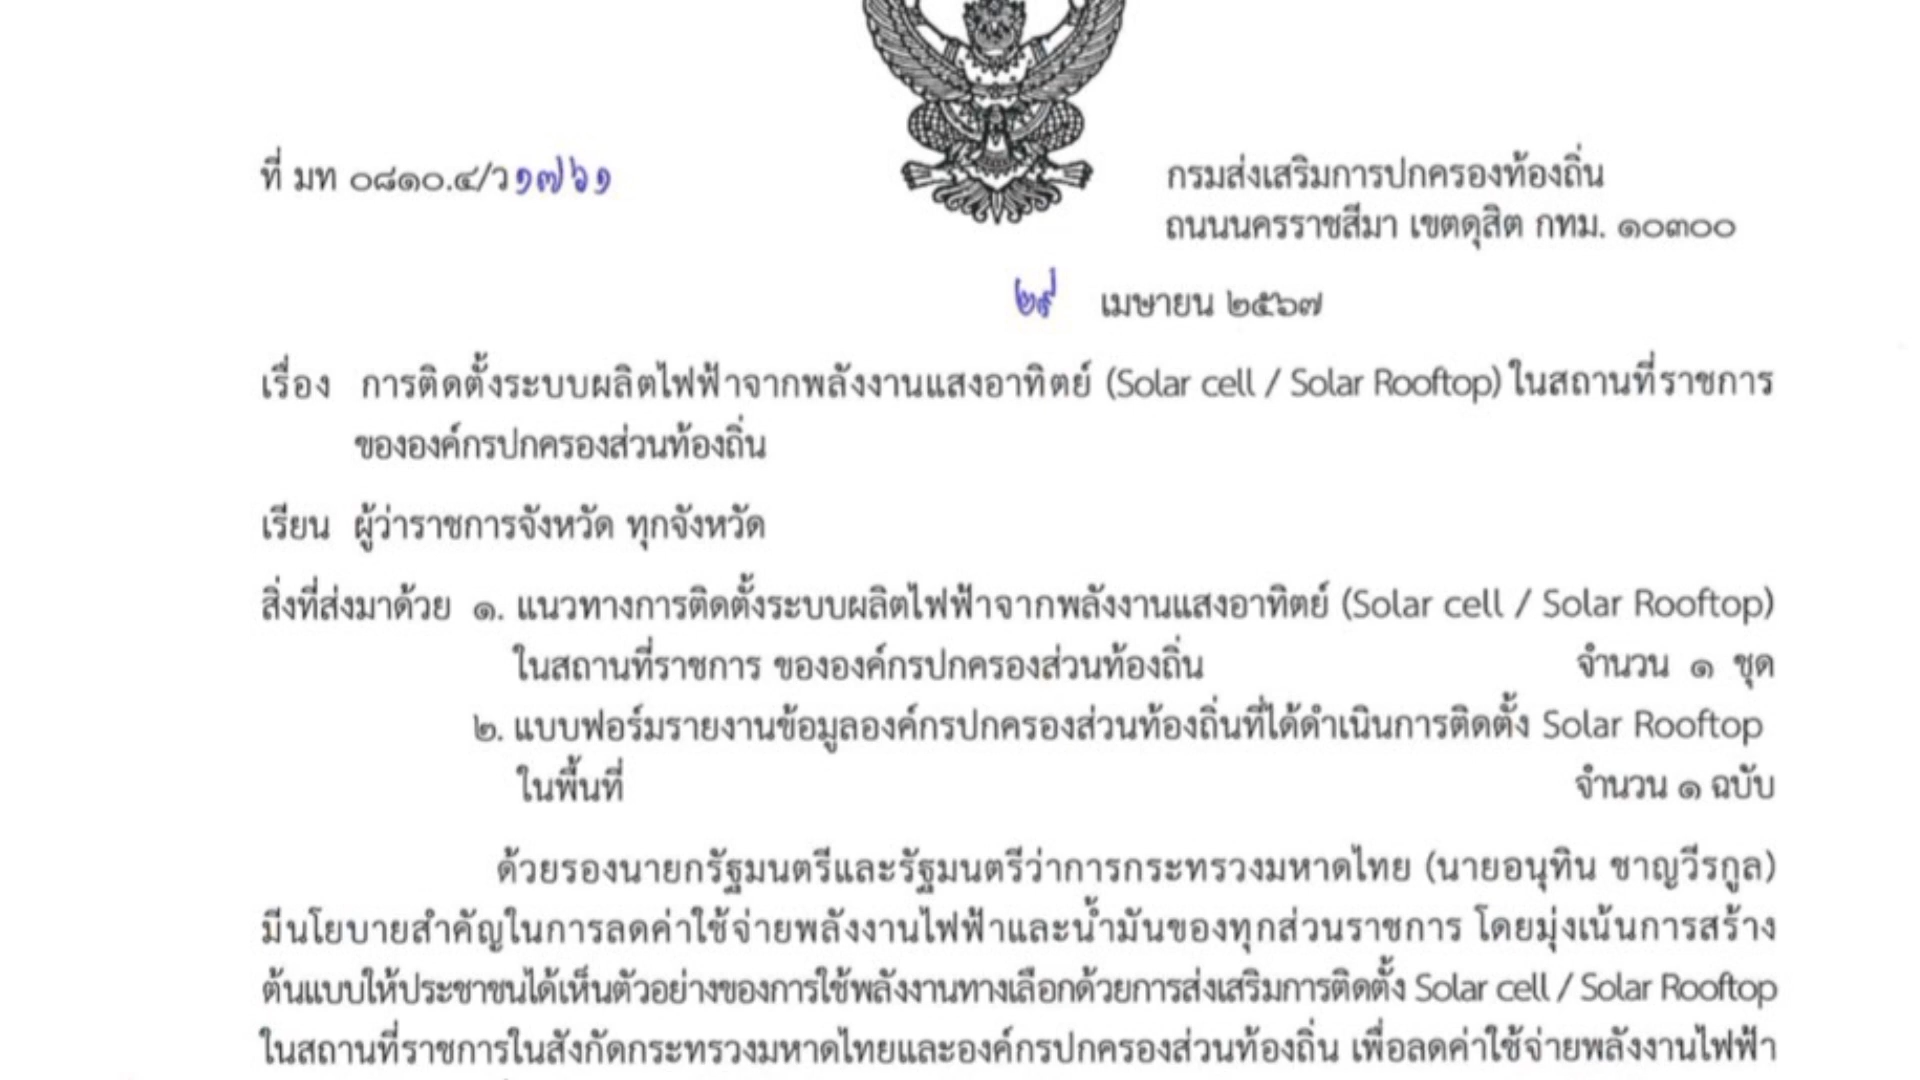 ที่ มท ๐๘๑๐.๔/ว ๑๗๖๑
กรมส่งเสริมการปกครองท้องถิ่น
ถนนนครราชสีมา เขตดุสิต กทม. ๑๐๓๐๐
๒๙ เมษายน ๒๕๖๗
เรื่อง การติดตั้งระบบผลิตไฟฟ้าจากพลังงานแสงอาทิตย์ (Solar cell / Solar Rooftop) ในสถานที่ราชการ
ขององค์กรปกครองส่วนท้องถิ่น
เรียน ผู้ว่าราชการจังหวัด ทุกจังหวัด
สิ่งที่ส่งมาด้วย ๑. แนวทางการติดตั้งระบบผลิตไฟฟ้าจากพลังงานแสงอาทิตย์ (Solar cell / Solar Rooftop)
ในสถานที่ราชการ ขององค์กรปกครองส่วนท้องถิ่น จำนวน ๑ ชุด
๒. แบบฟอร์มรายงานข้อมูลองค์กรปกครองส่วนท้องถิ่นที่ได้ดำเนินการติดตั้ง Solar Rooftop
ในพื้นที่ จำนวน ๑ ฉบับ
ด้วยรองนายกรัฐมนตรีและรัฐมนตรีว่าการกระทรวงมหาดไทย (นายอนุทิน ชาญวีรกูล)
มีนโยบายสำคัญในการลดค่าใช้จ่ายพลังงานไฟฟ้าและน้ำมันของทุกส่วนราชการ โดยมุ่งเน้นการสร้าง
ต้นแบบให้ประชาชนได้เห็นตัวอย่างของการใช้พลังงานทางเลือกด้วยการส่งเสริมการติดตั้ง Solar cell / Solar Rooftop
ในสถานที่ราชการในสังกัดกระทรวงมหาดไทยและองค์กรปกครองส่วนท้องถิ่น เพื่อลดค่าใช้จ่ายพลังงานไฟฟ้า